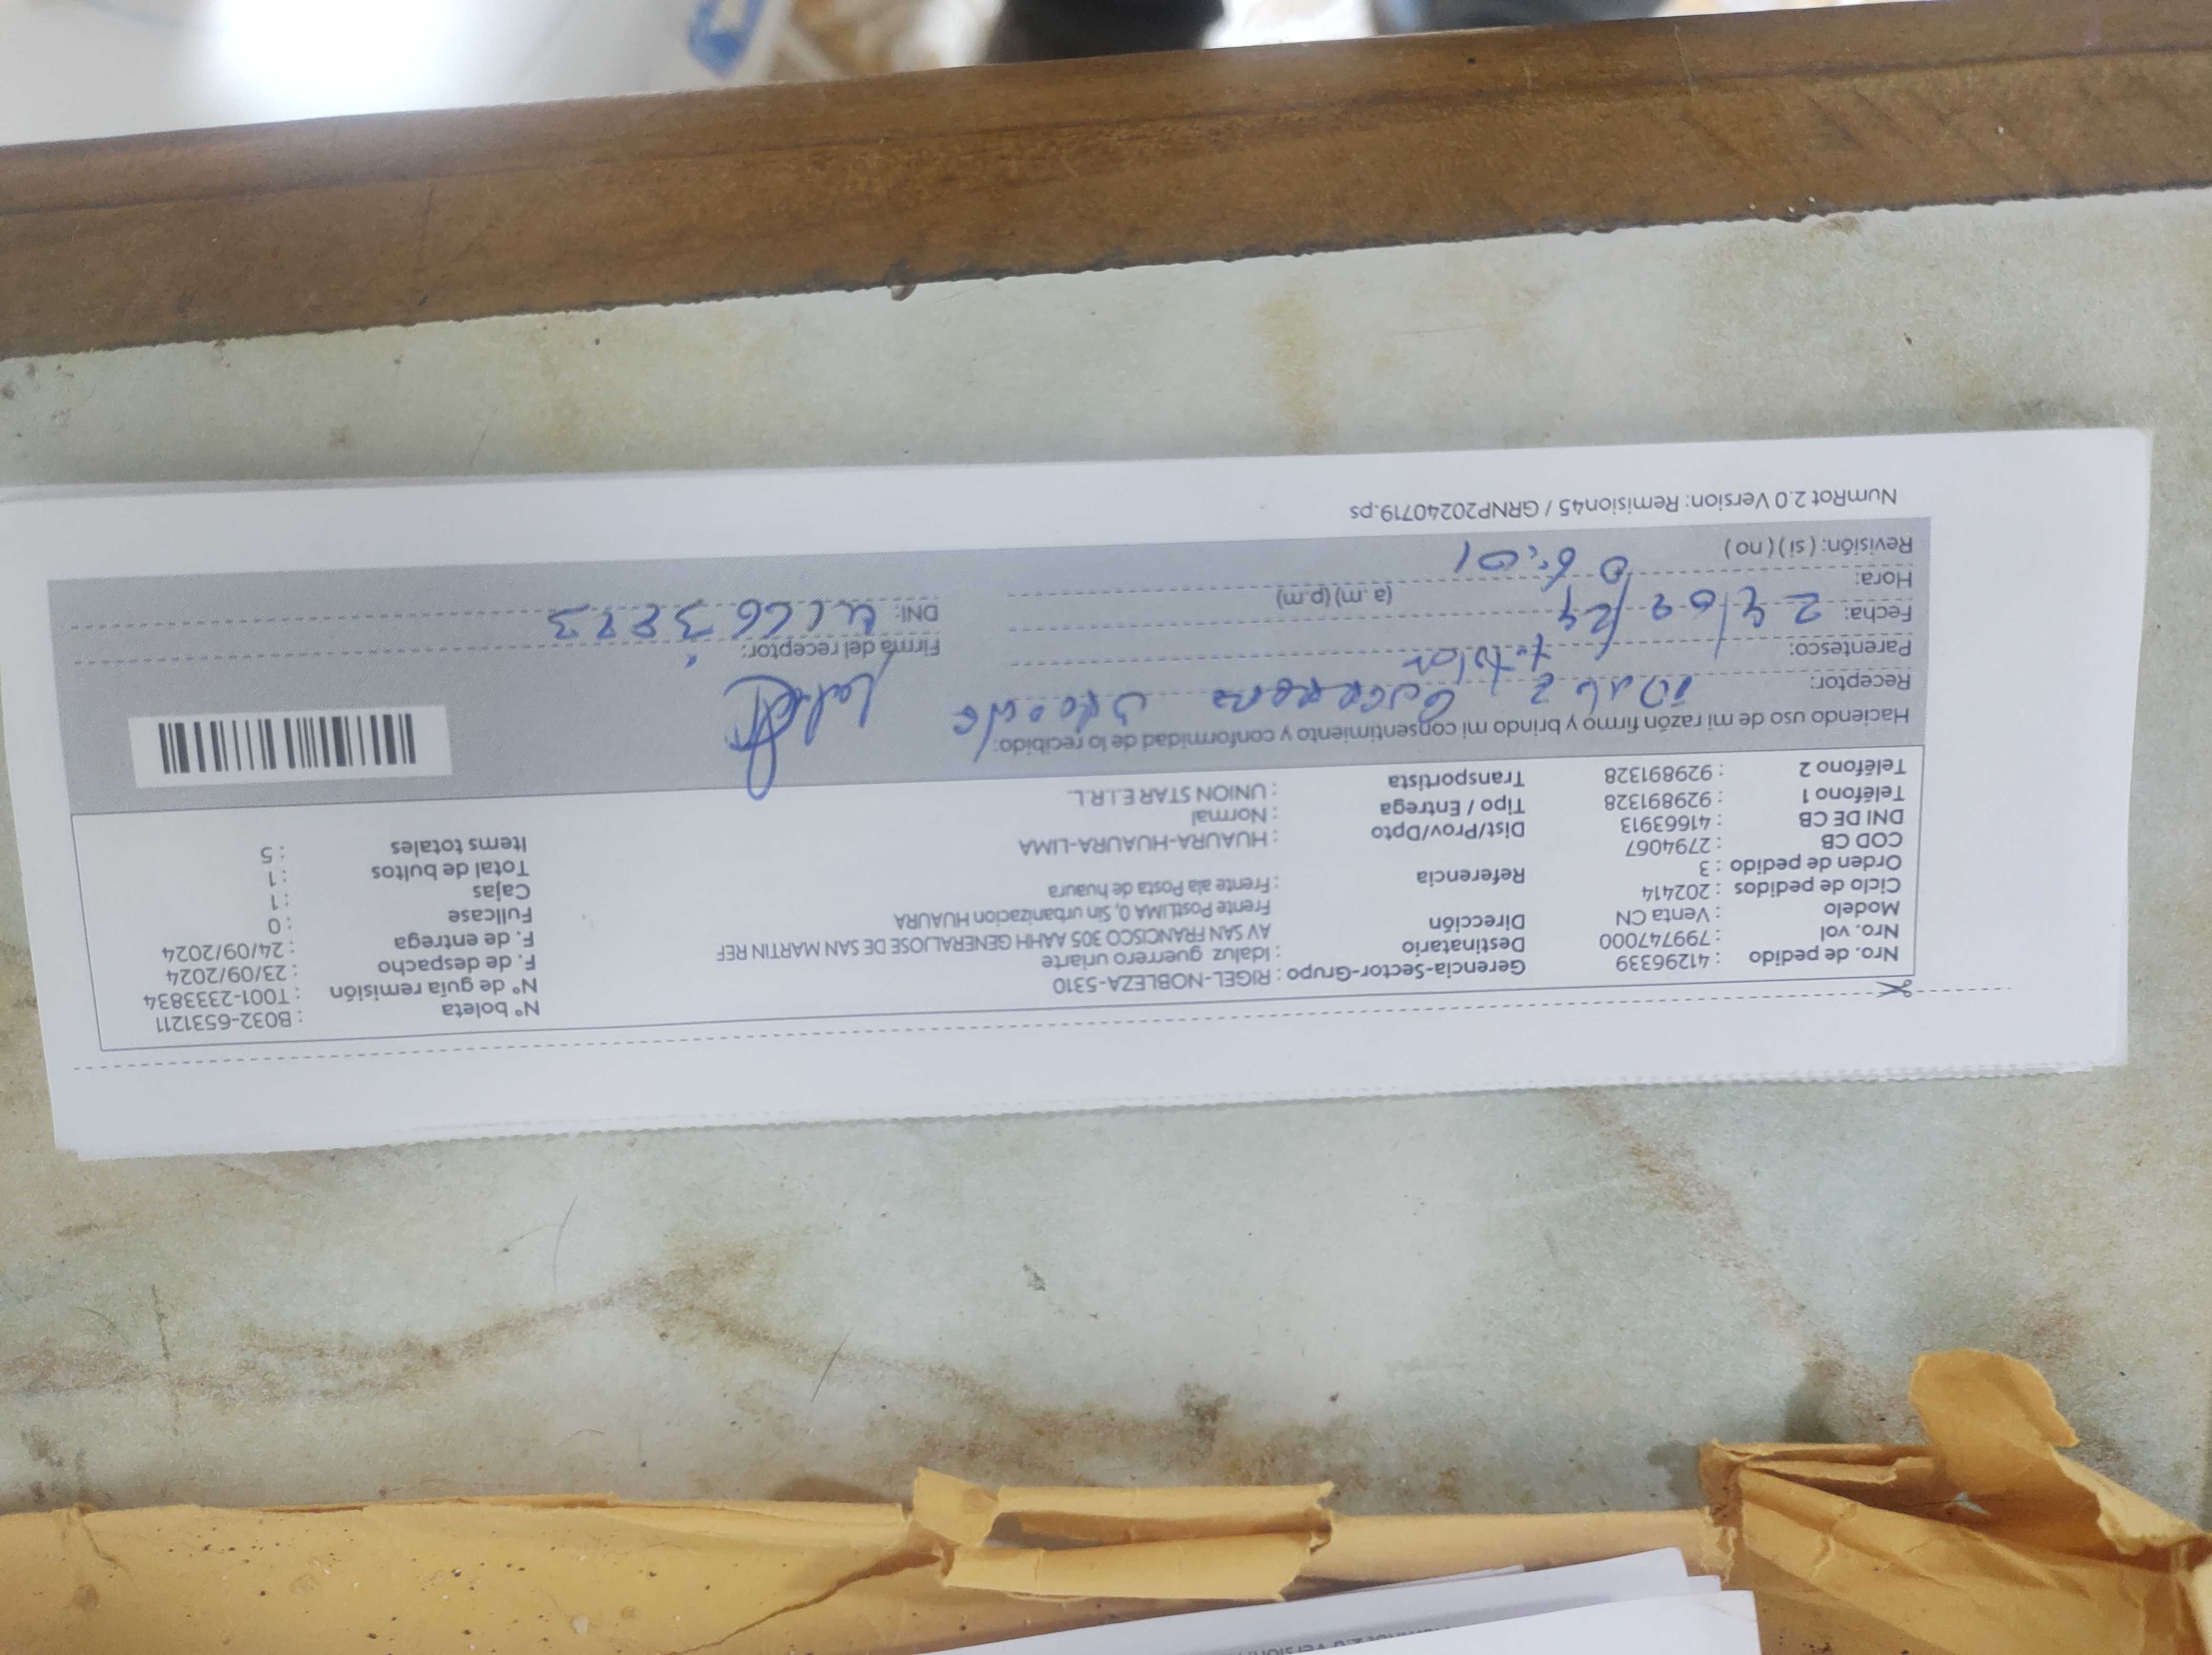 Nº boleta : B032-6531211
Nº de guía remisión : T001-2333834
F. de despacho : 23/09/2024
F. de entrega : 24/09/2024
Fullcase : 0
Cajas : 1
Total de bultos : 1
Items totales : 5
Nro. de pedido : 41296339
Nro. vol : 799747000
Modelo : Venta CN
Ciclo de pedidos : 202414
Orden de pedido : 3
COD CB : 2794067
DNI DE CB : 41663913
Teléfono 1 : 929891328
Teléfono 2 : 929891328
Gerencia-Sector-Grupo : RIGEL-NOBLEZA-5310
Destinatario : Idaluz guerrero uriarte
Dirección AV SAN FRANCISCO 305 AAHH GENERALJOSE DE SAN MARTIN REF
Frente PostLIMA 0, Sin urbanizacion HUAURA
Referencia : Frente ala Posta de huaura
Dist/Prov/Dpto : HUAURA-HUAURA-LIMA
Tipo / Entrega : Normal
Transportista : UNION STAR E.I.R.L.
Haciendo uso de mi razón firmo y brindo mi consentimiento y conformidad de lo recibido:
Receptor:
Parentesco: titular
Fecha: 24/09/24
Hora: 06:01 (a.m) (p.m)
Revisión: ( si ) ( no )
Firma del receptor:
DNI:
NumRot 2.0 Version: Remision45 / GRNP20240719.ps